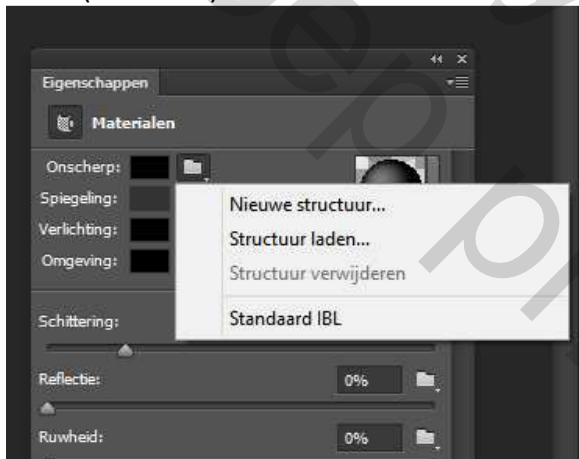 Eigenschappen
Materialen
Onscherp:
Spiegeling:
Verlichting:
Omgeving:
Nieuwe structuur...
Structuur laden...
Structuur verwijderen
Standaard IBL
Schittering:
Reflectie: 0%
Ruwheid: 0%